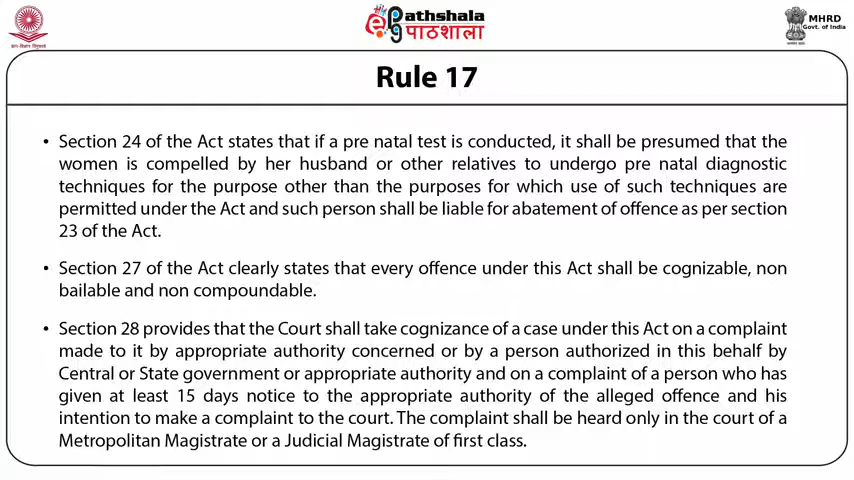 ePathshala
पाठशाला
MHRD
Govt. of India
Rule 17
• Section 24 of the Act states that if a pre natal test is conducted, it shall be presumed that the
women is compelled by her husband or other relatives to undergo pre natal diagnostic
techniques for the purpose other than the purposes for which use of such techniques are
permitted under the Act and such person shall be liable for abatement of offence as per section
23 of the Act.
• Section 27 of the Act clearly states that every offence under this Act shall be cognizable, non
bailable and non compoundable.
• Section 28 provides that the Court shall take cognizance of a case under this Act on a complaint
made to it by appropriate authority concerned or by a person authorized in this behalf by
Central or State government or appropriate authority and on a complaint of a person who has
given at least 15 days notice to the appropriate authority of the alleged offence and his
intention to make a complaint to the court. The complaint shall be heard only in the court of a
Metropolitan Magistrate or a Judicial Magistrate of first class.